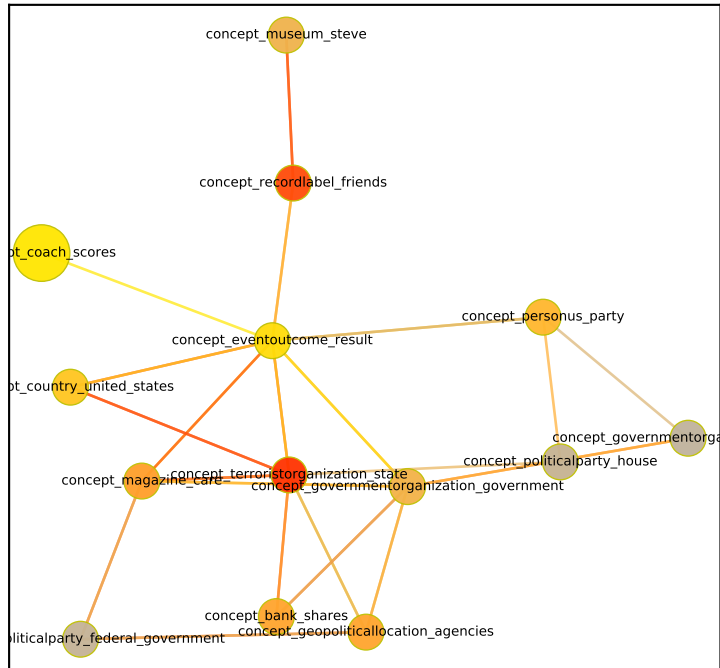 concept_museum_steve
concept_recordlabel_friends
pt_coach_scores
concept_personus_party
concept_eventoutcome_result
pt_country_united_states
concept_governmentorga
concept_politicalparty_house
concept_terroristorganization_state
concept_magazine_care
concept_governmentorganization_government
concept_bank_shares
concept_geopoliticallocation_agencies
oliticalparty_federal_government